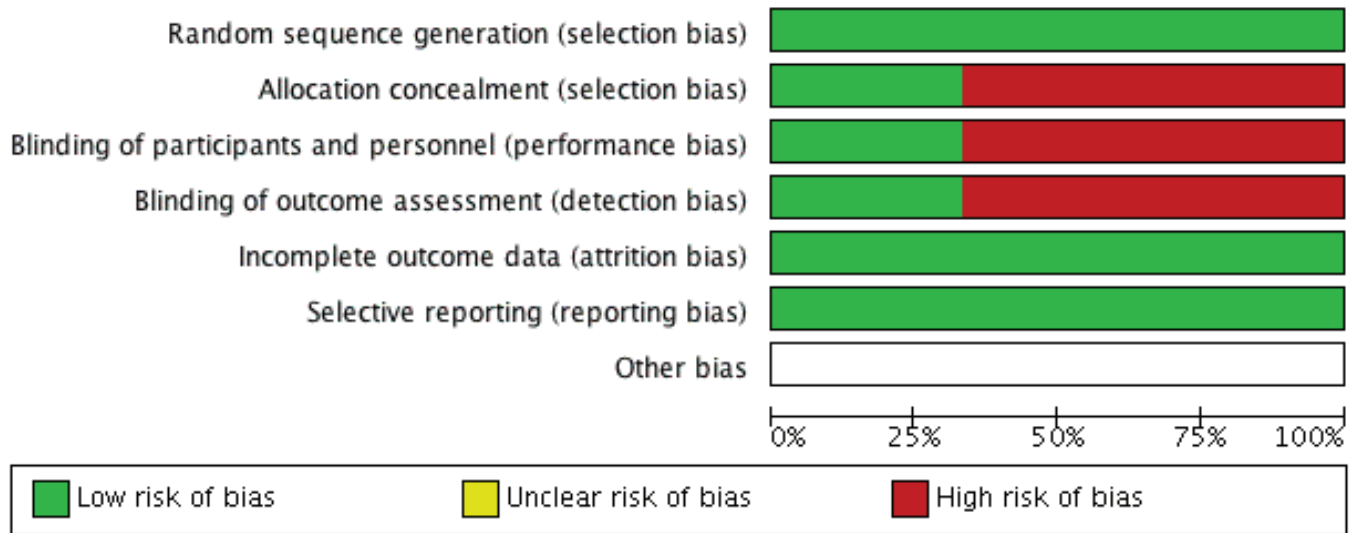 Random sequence generation (selection bias)
Allocation concealment (selection bias)
Blinding of participants and personnel (performance bias)
Blinding of outcome assessment (detection bias)
Incomplete outcome data (attrition bias)
Selective reporting (reporting bias)
Other bias
0% 25% 50% 75% 100%
Low risk of bias Unclear risk of bias High risk of bias